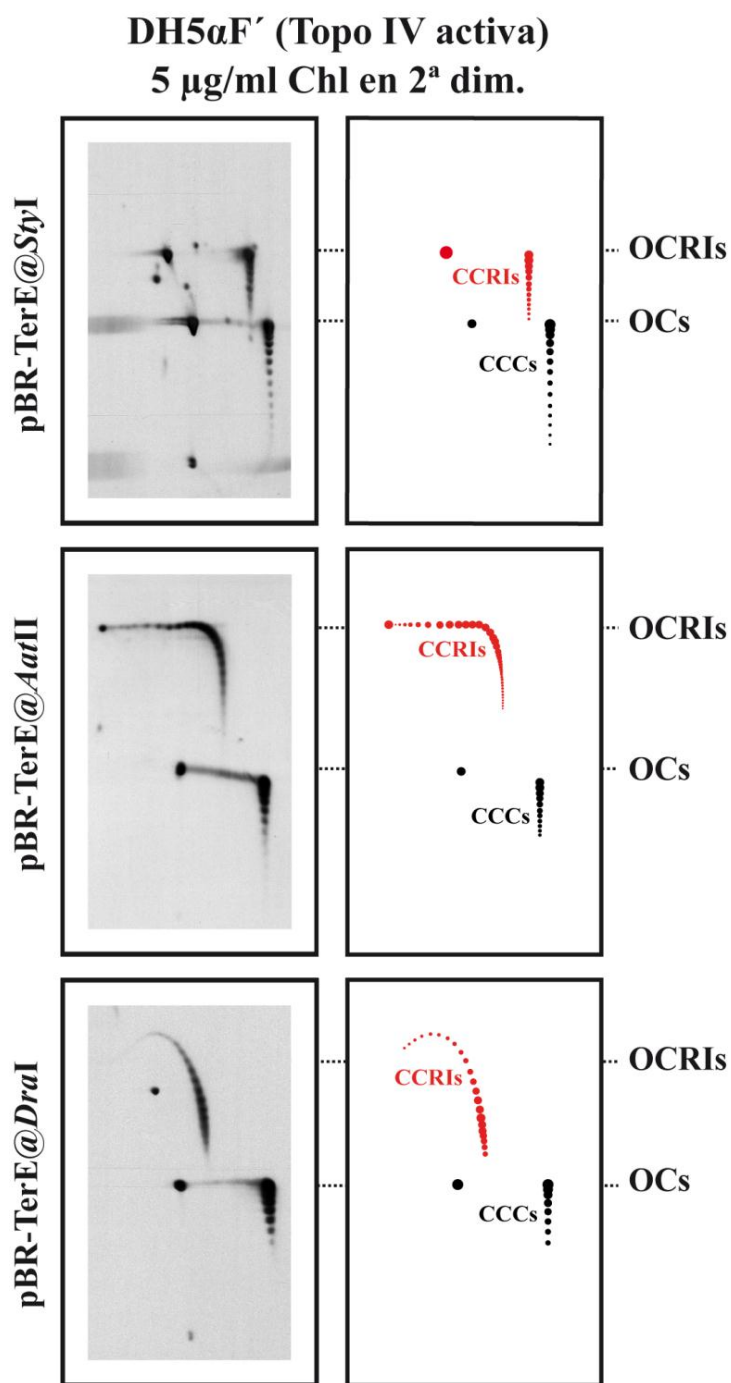 DH5αF´ (Topo IV activa)
5 µg/ml Chl en 2ª dim.
pBR-TerE@StyI
CCRIs
CCCs
OCRIs
OCs
pBR-TerE@AatII
CCRIs
CCCs
OCRIs
OCs
pBR-TerE@DraI
CCRIs
CCCs
OCRIs
OCs